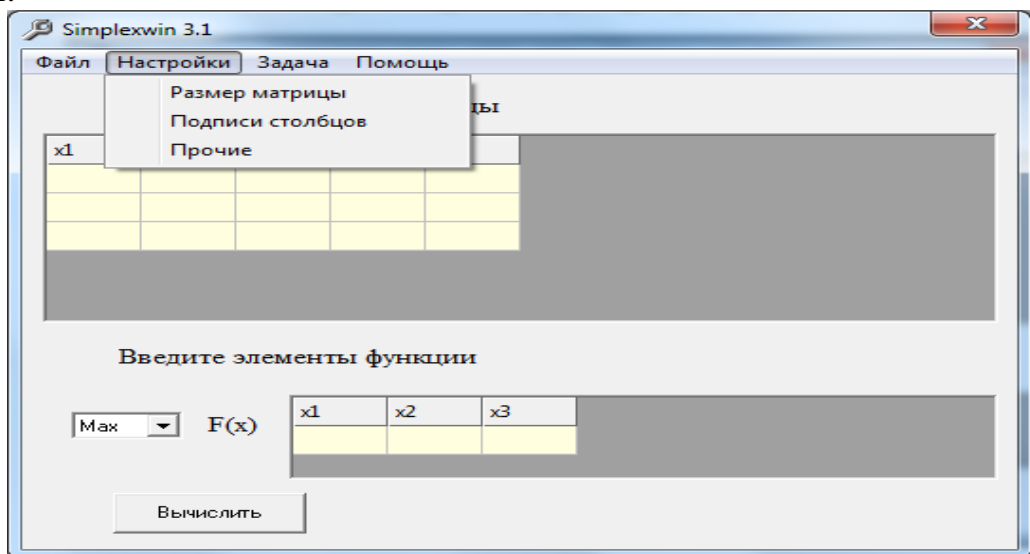 Simplexwin 3.1
Файл Настройки Задача Помощь
Размер матрицы
Подписи столбцов
Прочие
x1
Введите элементы функции
Max F(x) x1 x2 x3
Вычислить